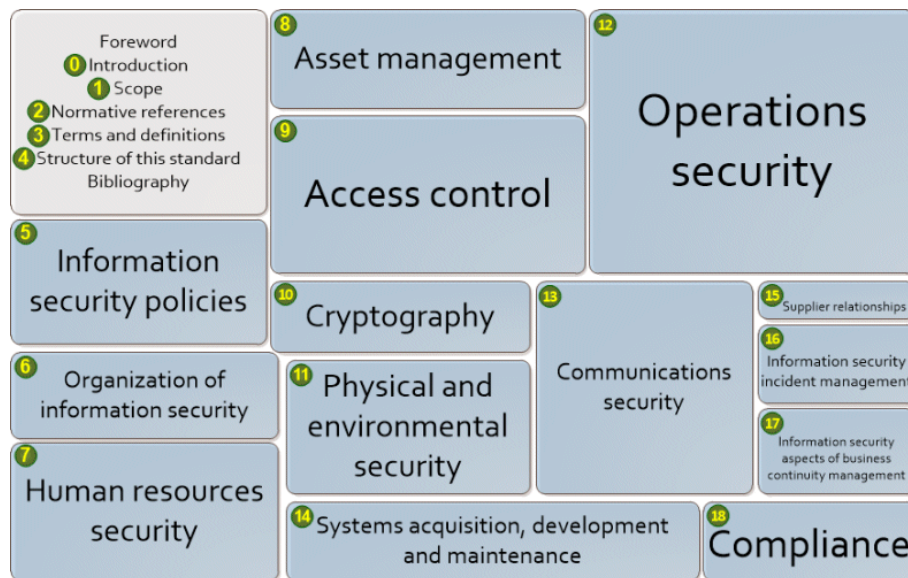 Foreword
0 Introduction
1 Scope
2 Normative references
3 Terms and definitions
4 Structure of this standard
Bibliography
5
Information
security policies
6
Organization of
information security
7
Human resources
security
8
Asset management
9
Access control
10
Cryptography
11
Physical and
environmental
security
12
Operations
security
13
Communications
security
14
Systems acquisition, development
and maintenance
15
Supplier relationships
16
Information security
incident management
17
Information security
aspects of business
continuity management
18
Compliance